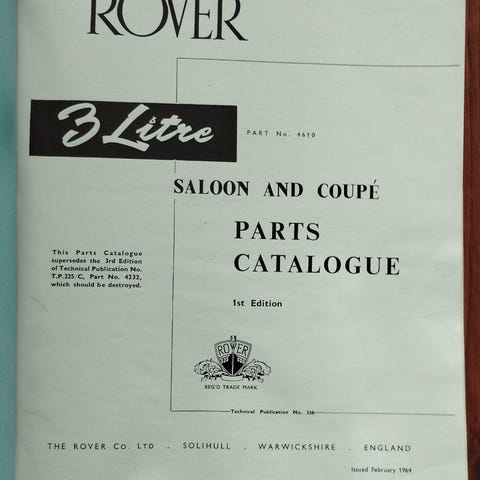 ROVER
3 Litre
PART No. 4610
SALOON AND COUPÉ
PARTS
CATALOGUE
This Parts Catalogue
supersedes the 3rd Edition
of Technical Publication No.
T.P.225/C, Part No. 4232,
which should be destroyed.
1st Edition
ROVER
REG'D TRADE MARK
Technical Publication No. 338
THE ROVER Co. LTD . SOLIHULL . WARWICKSHIRE . ENGLAND
Issued February 1964